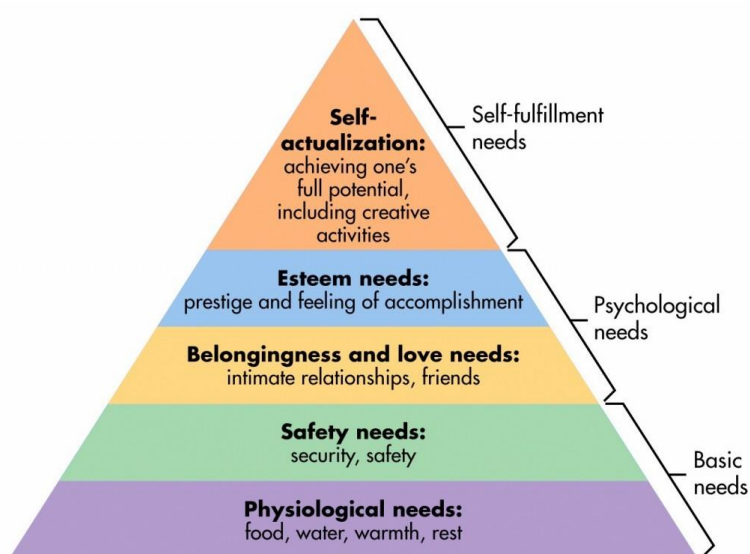 Self-
actualization:
achieving one's
full potential,
including creative
activities
Self-fulfillment
needs
Esteem needs:
prestige and feeling of accomplishment
Psychological
needs
Belongingness and love needs:
intimate relationships, friends
Safety needs:
security, safety
Basic
needs
Physiological needs:
food, water, warmth, rest